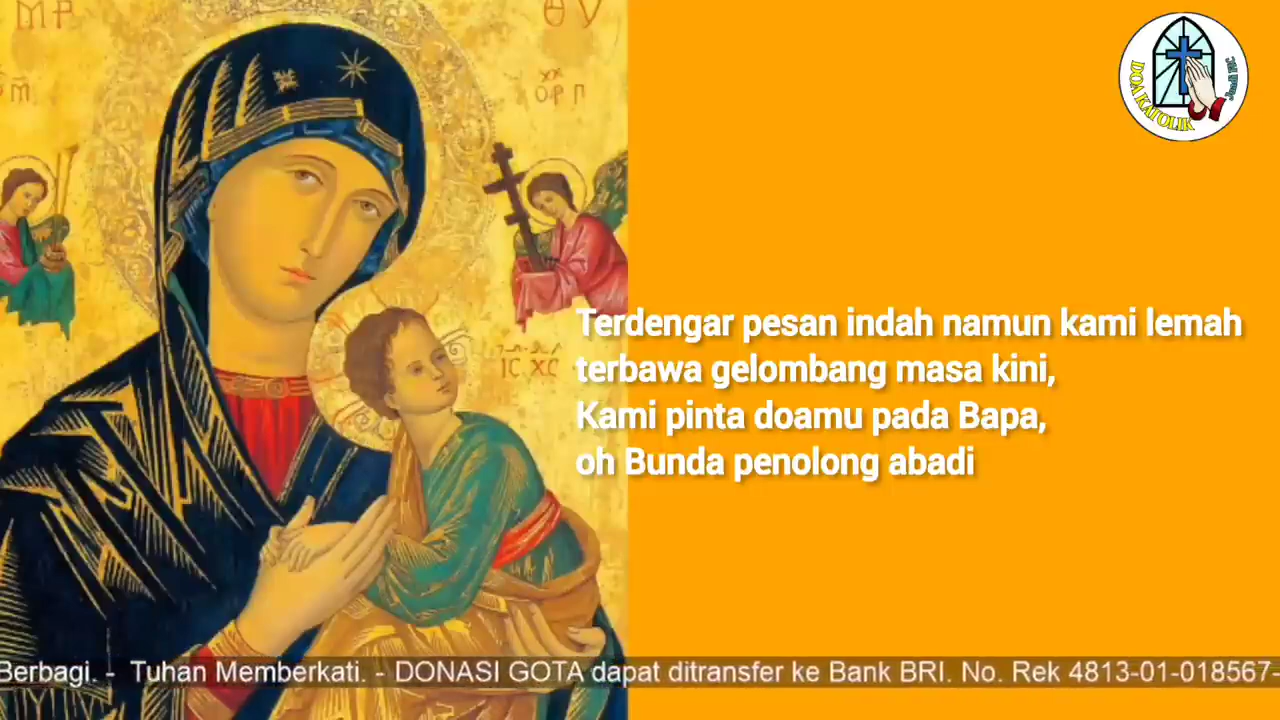 ΜΡ
ΘΥ
ΟΜ
ΟΡΓ
IC XC
DOA KATOLIK
Terdengar pesan indah namun kami lemah
terbawa gelombang masa kini,
Kami pinta doamu pada Bapa,
oh Bunda penolong abadi
Berbagi. - Tuhan Memberkati. - DONASI GOTA dapat ditransfer ke Bank BRI. No. Rek 4813-01-018567-